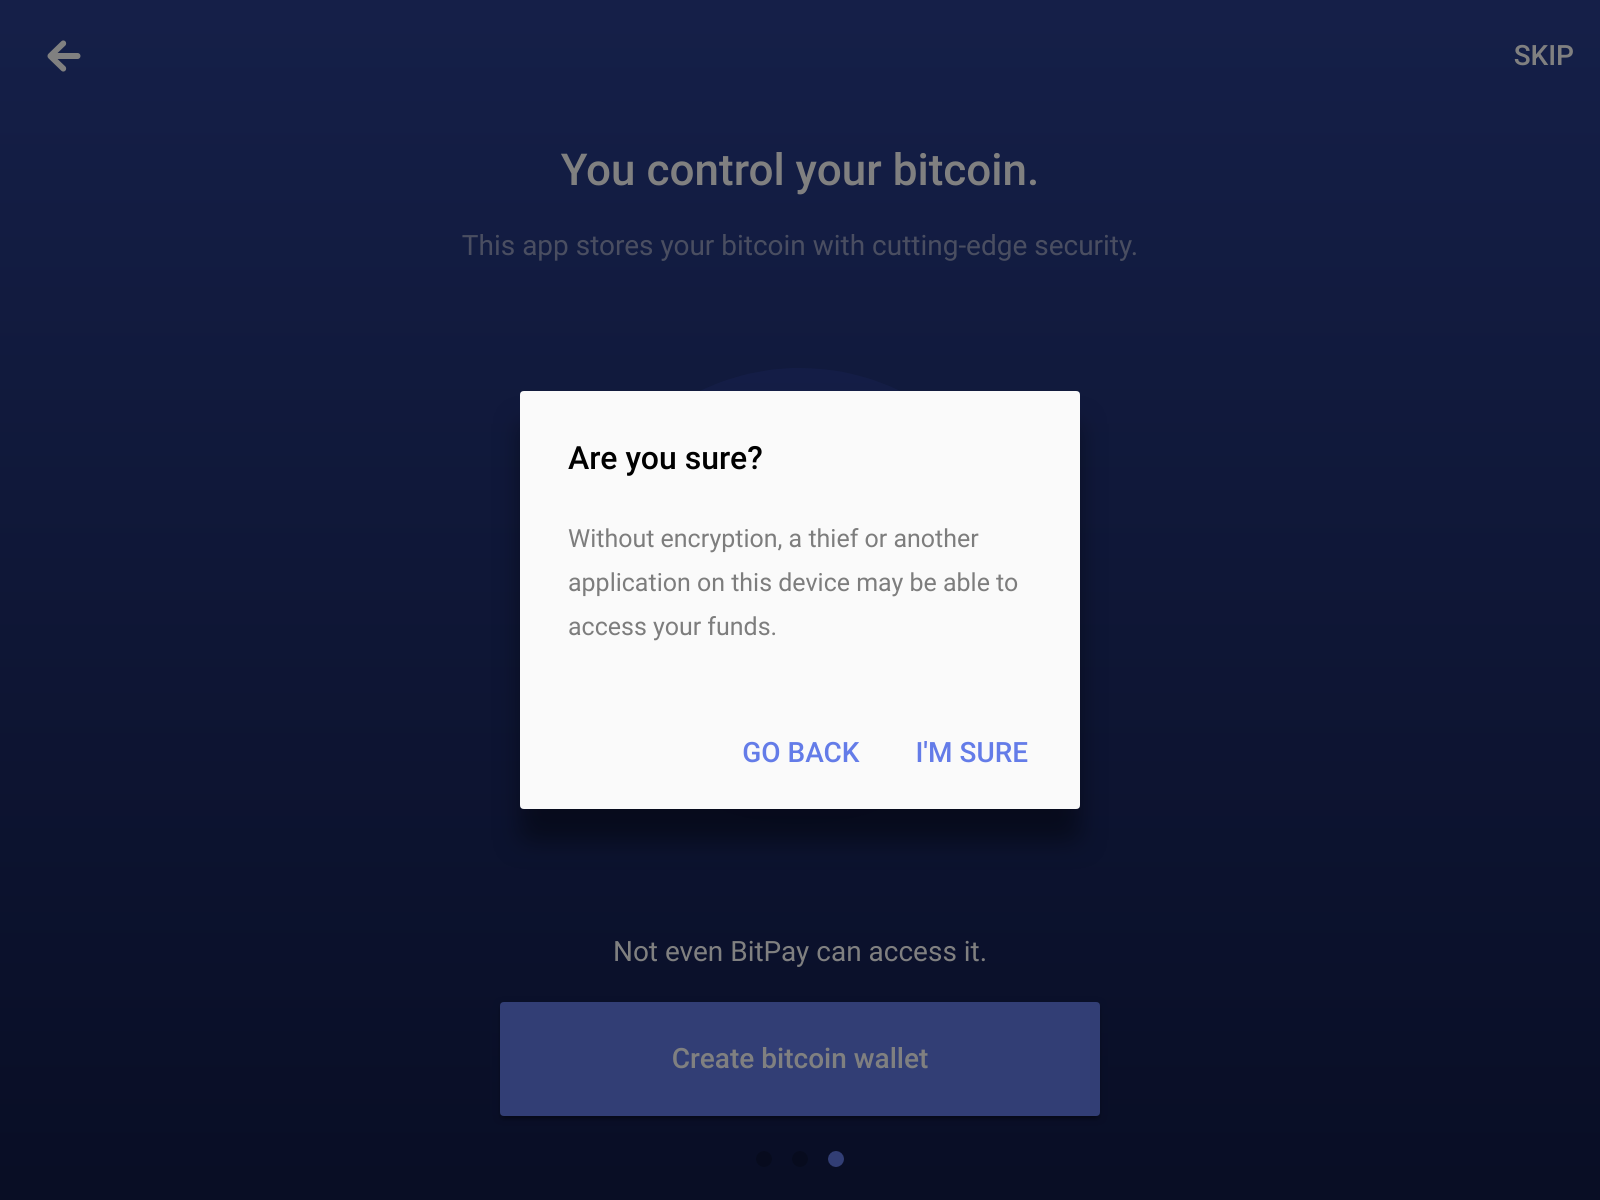 SKIP
You control your bitcoin.
This app stores your bitcoin with cutting-edge security.
Are you sure?
Without encryption, a thief or another
application on this device may be able to
access your funds.
GO BACK I'M SURE
Not even BitPay can access it.
Create bitcoin wallet